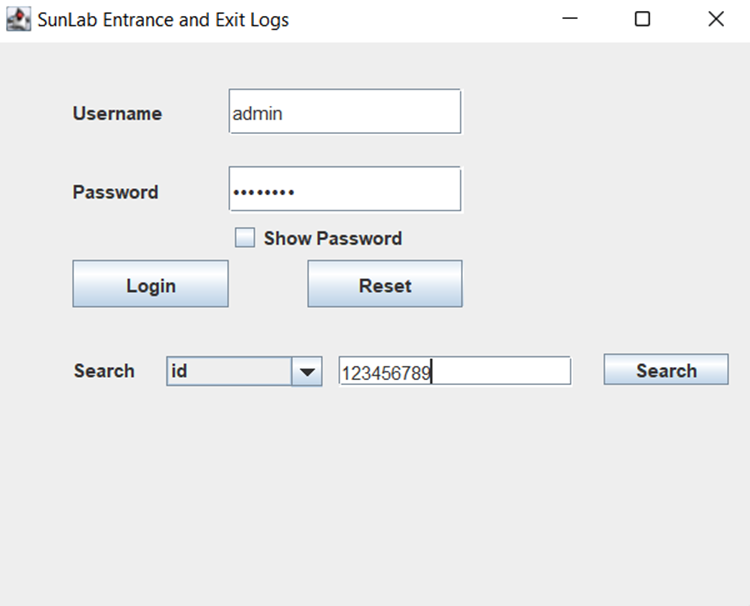 SunLab Entrance and Exit Logs
Username admin
Password ••••••••
Show Password
Login Reset
Search id 123456789 Search